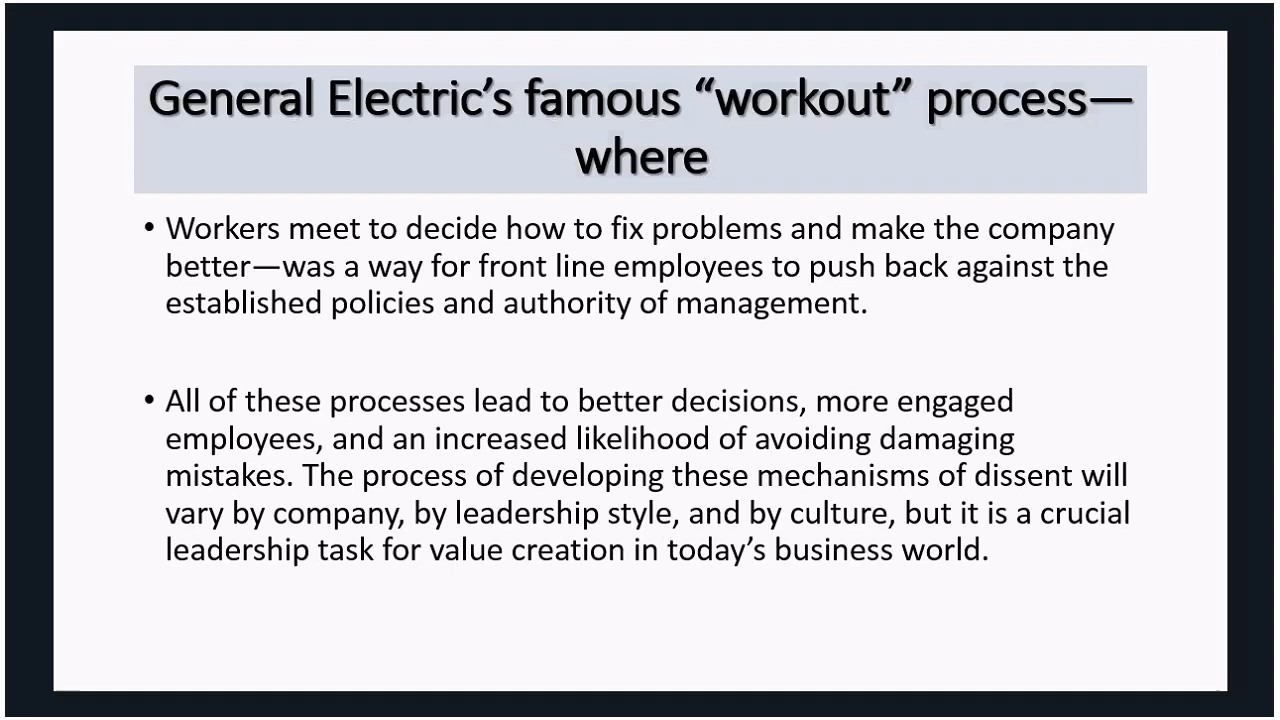 General Electric’s famous “workout” process—
where
• Workers meet to decide how to fix problems and make the company
better—was a way for front line employees to push back against the
established policies and authority of management.
• All of these processes lead to better decisions, more engaged
employees, and an increased likelihood of avoiding damaging
mistakes. The process of developing these mechanisms of dissent will
vary by company, by leadership style, and by culture, but it is a crucial
leadership task for value creation in today’s business world.